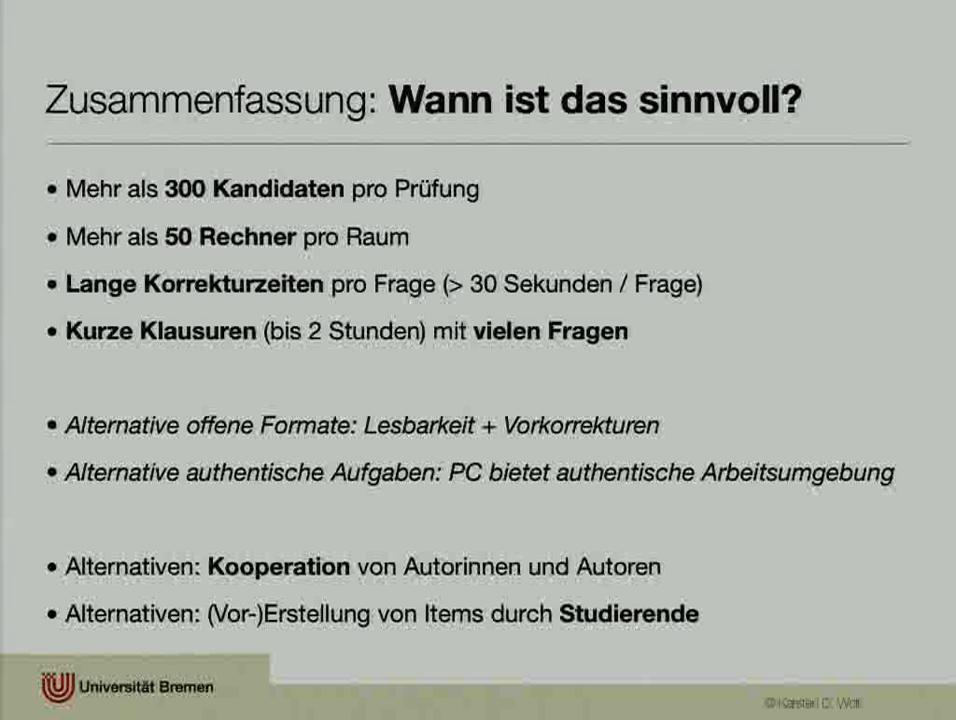 Zusammenfassung: Wann ist das sinnvoll?
• Mehr als 300 Kandidaten pro Prüfung
• Mehr als 50 Rechner pro Raum
• Lange Korrekturzeiten pro Frage (> 30 Sekunden / Frage)
• Kurze Klausuren (bis 2 Stunden) mit vielen Fragen
• Alternative offene Formate: Lesbarkeit + Vorkorrekturen
• Alternative authentische Aufgaben: PC bietet authentische Arbeitsumgebung
• Alternativen: Kooperation von Autorinnen und Autoren
• Alternativen: (Vor-)Erstellung von Items durch Studierende
Universität Bremen
© Karsten D. Wolf